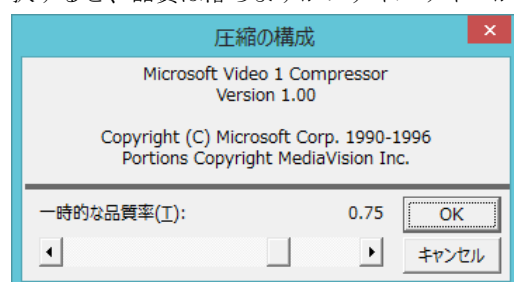 圧縮の構成
Microsoft Video 1 Compressor
Version 1.00
Copyright (C) Microsoft Corp. 1990-1996
Portions Copyright MediaVision Inc.
一時的な品質率(T): 0.75 OK
キャンセル